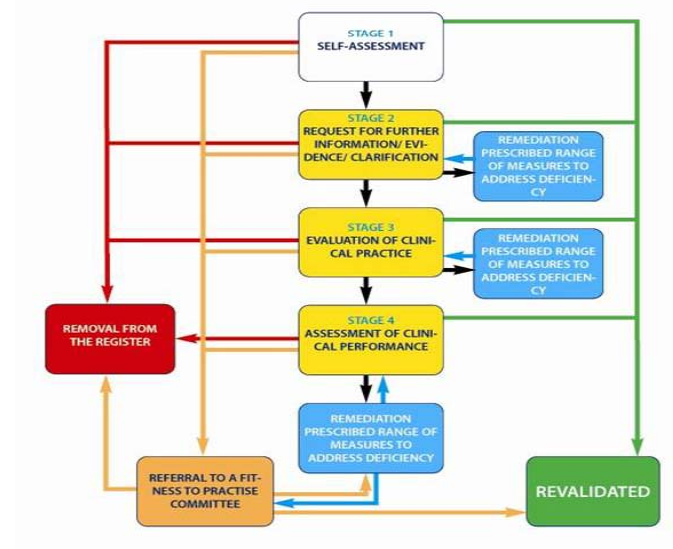 STAGE 1
SELF-ASSESSMENT
STAGE 2
REQUEST FOR FURTHER
INFORMATION/ EVI-
DENCE/ CLARIFICATION
REMEDIATION
PRESCRIBED RANGE
OF MEASURES TO
ADDRESS DEFICIEN-
CY
STAGE 3
EVALUATION OF CLINI-
CAL PRACTICE
REMEDIATION
PRESCRIBED RANGE
OF MEASURES TO
ADDRESS DEFICIEN-
CY
REMOVAL FROM
THE REGISTER
STAGE 4
ASSESSMENT OF CLINI-
CAL PERFORMANCE
REMEDIATION
PRESCRIBED RANGE OF
MEASURES TO
ADDRESS DEFICIENCY
REFERRAL TO A FIT-
NESS TO PRACTISE
COMMITTEE
REVALIDATED